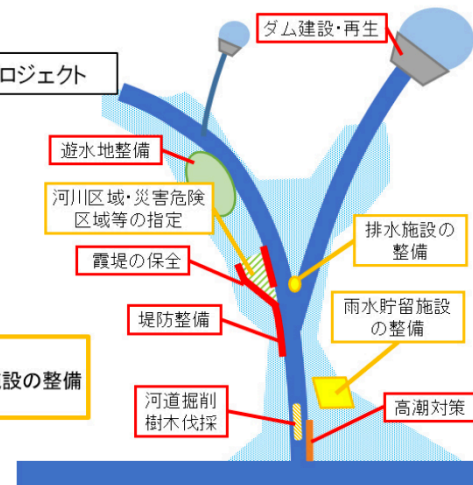 ダム建設・再生
ロジェクト
遊水地整備
河川区域・災害危険
区域等の指定
霞堤の保全
排水施設の
整備
堤防整備
雨水貯留施設
の整備
設の整備
河道掘削
樹木伐採
高潮対策